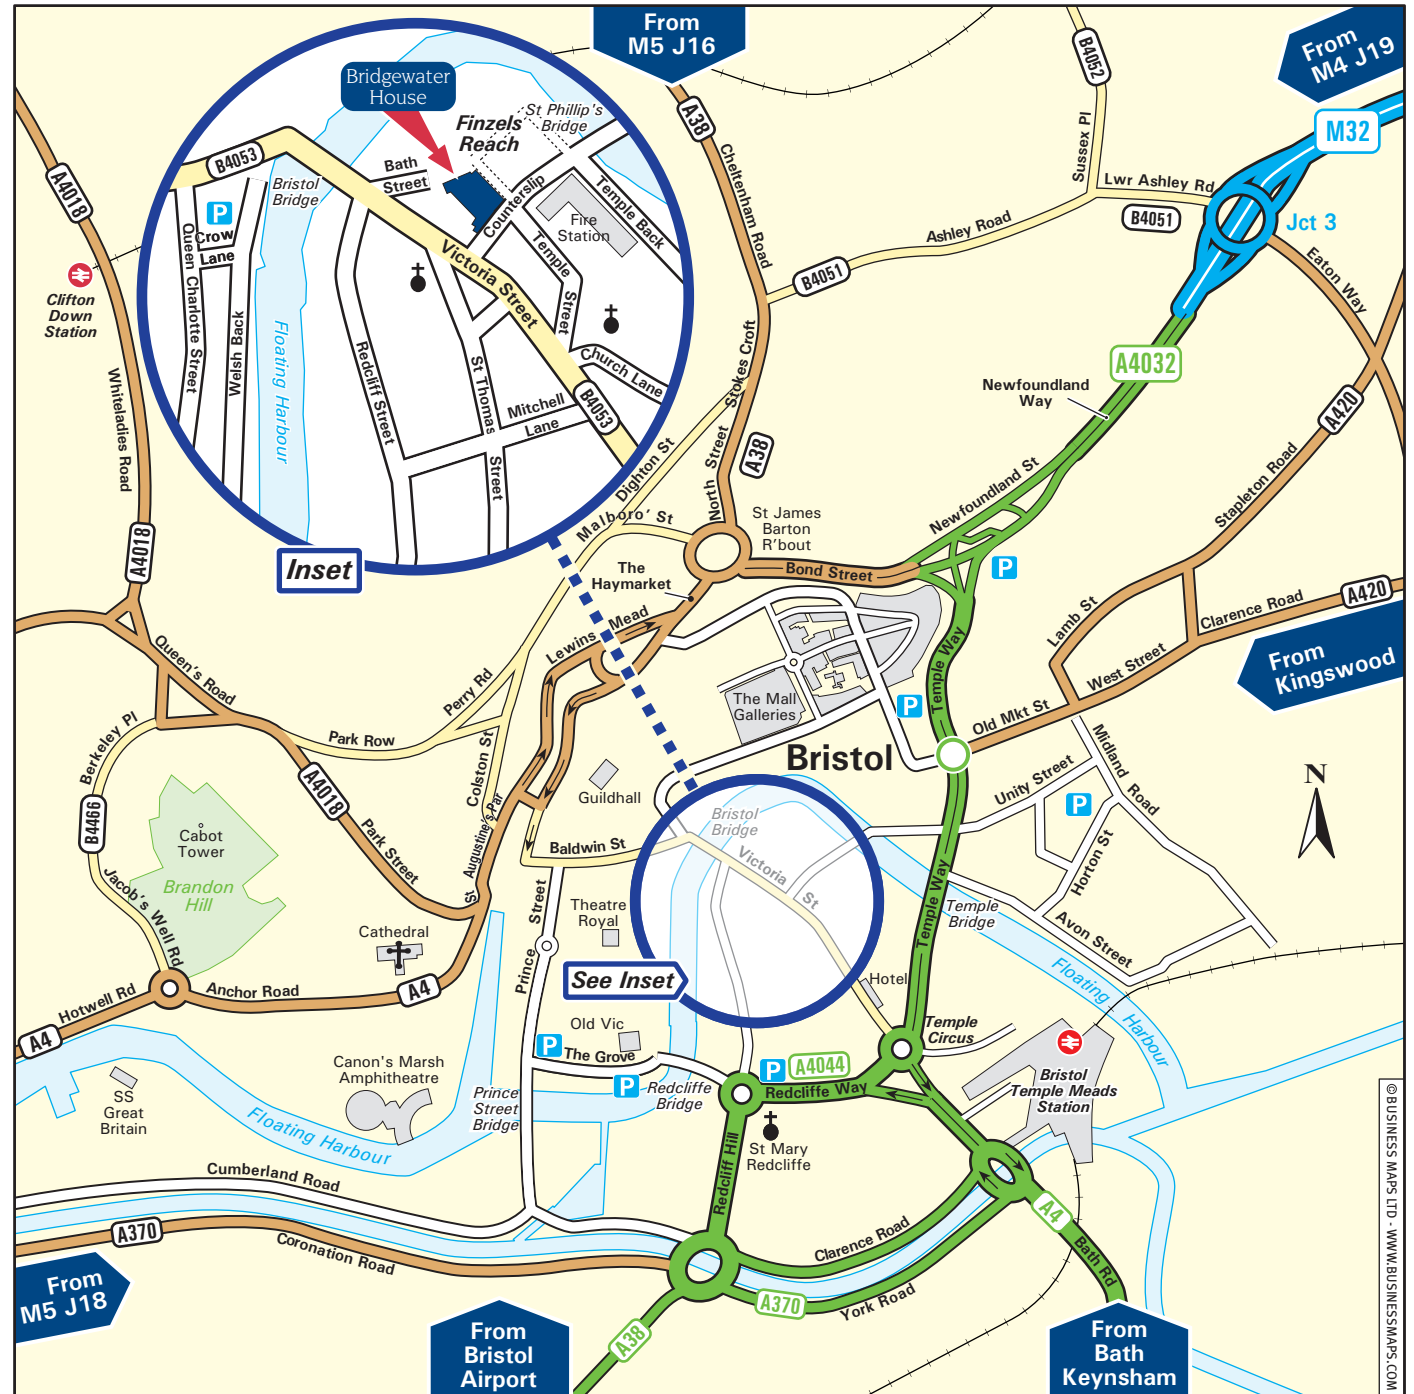 From
M5 J16
From
M4 J19
M32
Jct 3
B4052
Sussex Pl
Lwr Ashley Rd
B4051
Ashley Road
B4051
Eaton Way
A38
Cheltenham Road
Stokes Croft
A4018
Clifton
Down
Station
Whiteladies Road
A4018
Bridgewater
House
Finzels
Reach
St Phillip's
Bridge
B4053
Bristol
Bridge
Bath
Street
Counterslip
Fire
Station
Temple Back
P
Crow
Lane
Queen Charlotte Street
Welsh Back
Floating Harbour
Redcliff Street
Victoria Street
Temple
Street
St Thomas
Street
Church Lane
Mitchell
Lane
B4053
Inset
A4032
Newfoundland
Way
A420
Stapleton Road
Newfoundland St
Dighton St
North Street
A38
Malboro' St
St James
Barton
R'bout
The
Haymarket
Bond Street
P
Lewins Mead
Lamb St
Clarence Road
A420
From
Kingswood
West Street
Old Mkt St
Temple Way
Queen's Road
Perry Rd
Park Row
Berkeley Pl
B4466
A4018
Park Street
Colston St
St Augustine's Par
The Mall
Galleries
P
Bristol
Guildhall
Baldwin St
Bristol
Bridge
Victoria
St
Unity Street
Midland Road
P
Horton St
Avon Street
N
Cabot
Tower
Brandon
Hill
Jacob's Well Rd
Cathedral
Prince Street
Theatre
Royal
See Inset
Hotel
Temple Way
Temple
Bridge
Floating Harbour
Hotwell Rd
A4
Anchor Road
A4
Old Vic
P
The Grove
P
Redcliffe
Bridge
P
A4044
Redcliffe Way
Temple
Circus
Bristol
Temple Meads
Station
SS
Great
Britain
Canon's Marsh
Amphitheatre
Prince
Street
Bridge
Floating Harbour
St Mary
Redcliffe
Redcliff Hill
Cumberland Road
A370
Coronation Road
Clarence Road
A370
York Road
A4
Bath Rd
A38
From
M5 J18
From
Bristol
Airport
From
Bath
Keynsham
©BUSINESS MAPS LTD - WWW.BUSINESSMAPS.COM